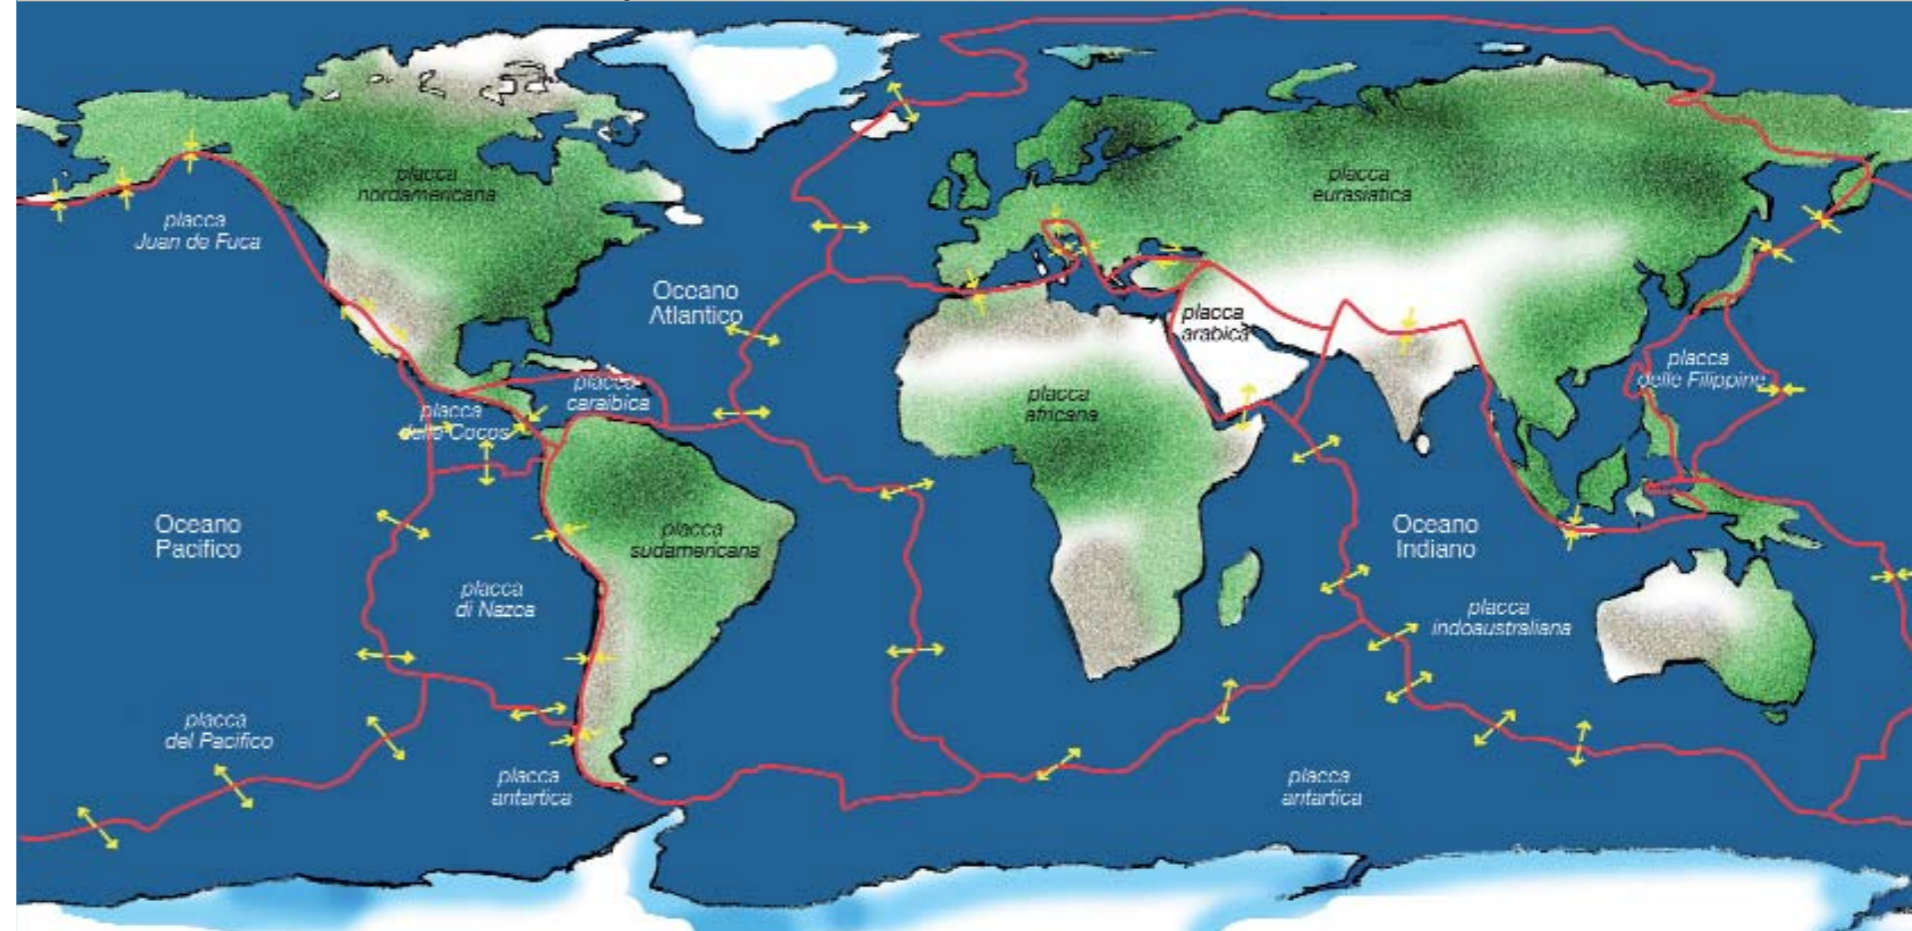 placca
nordamericana
placca
eurasiatica
placca
Juan de Fuca
Oceano
Atlantico
placca
arabica
placca
delle Filippine
placca
caraibica
placca
africana
placca
delle Cocos
Oceano
Pacifico
placca
sudamericana
Oceano
Indiano
placca
di Nazca
placca
indoaustraliana
placca
del Pacifico
placca
antartica
placca
antartica